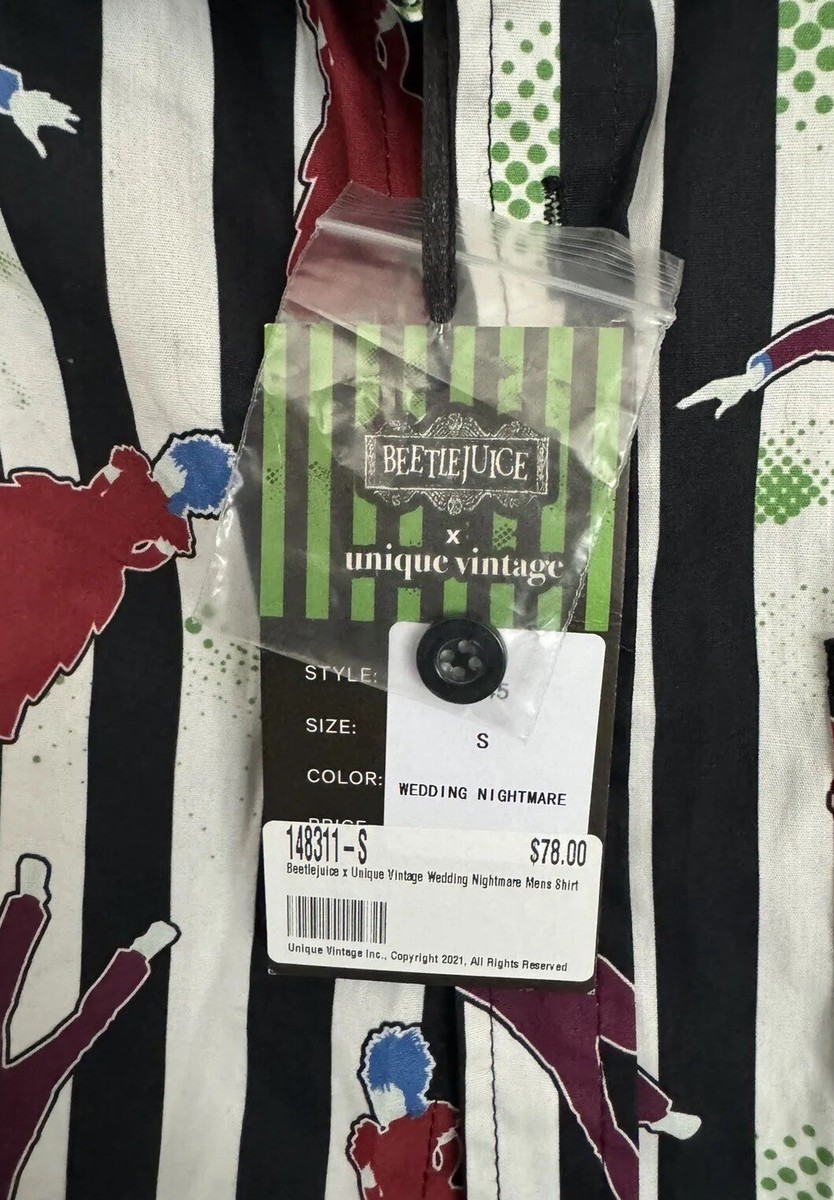 BEETLEJUICE
x
unique vintage
STYLE:
SIZE: S
COLOR: WEDDING NIGHTMARE
PRICE
148311-S $78.00
Beetlejuice x Unique Vintage Wedding Nightmare Mens Shirt
Unique Vintage Inc., Copyright 2021, All Rights Reserved